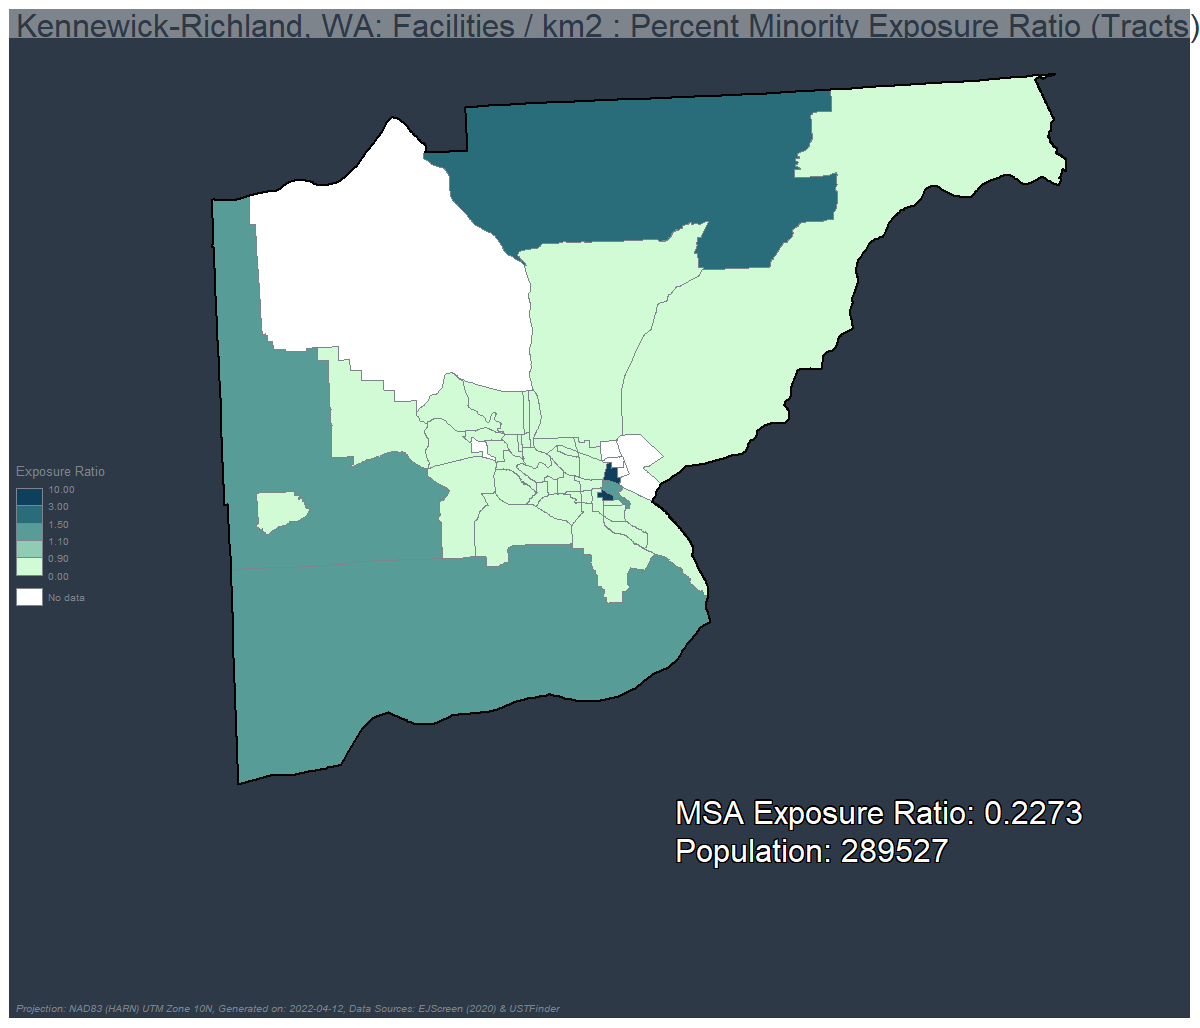 Kennewick-Richland, WA: Facilities / km2 : Percent Minority Exposure Ratio (Tracts)
Exposure Ratio
10.00
3.00
1.50
1.10
0.90
0.00
No data
MSA Exposure Ratio: 0.2273
Population: 289527
Projection: NAD83 (HARN) UTM Zone 10N, Generated on: 2022-04-12, Data Sources: EJScreen (2020) & USTFinder